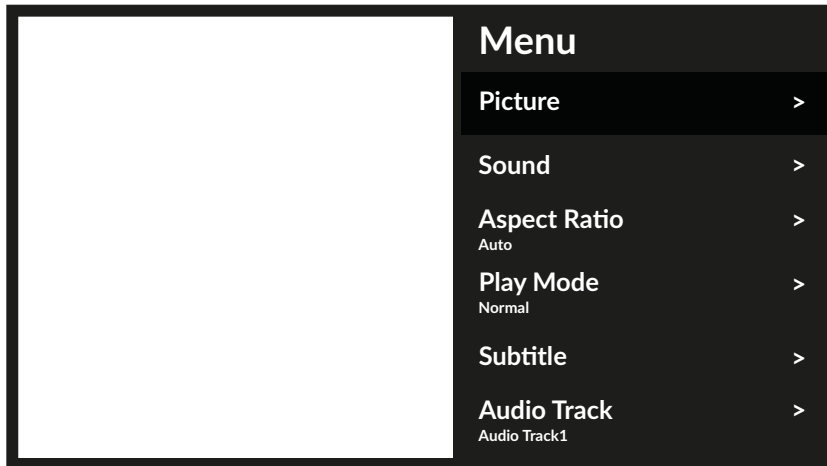 Menu
Picture >
Sound >
Aspect Ratio >
Auto
Play Mode >
Normal
Subtitle >
Audio Track >
Audio Track1